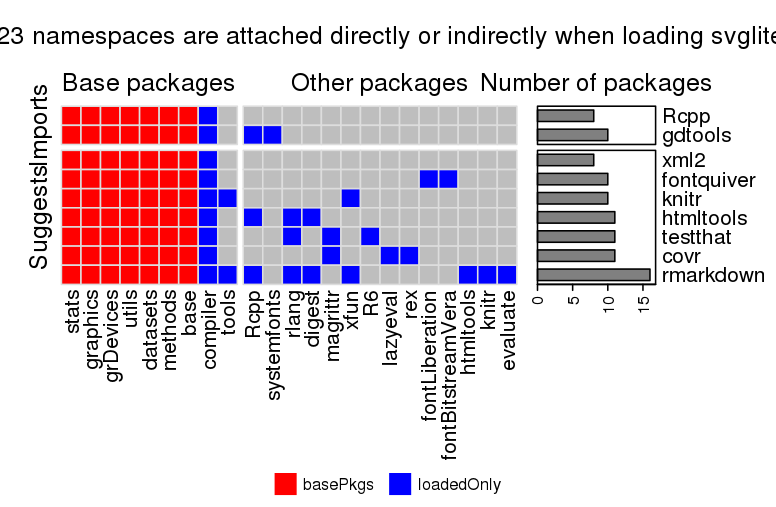 23 namespaces are attached directly or indirectly when loading svglite
Base packages
Other packages
Number of packages
Imports
Suggests
Rcpp
gdtools
xml2
fontquiver
knitr
htmltools
testthat
covr
rmarkdown
0
5
10
15
stats
graphics
grDevices
utils
datasets
methods
base
compiler
tools
Rcpp
systemfonts
rlang
digest
magrittr
xfun
R6
lazyeval
rex
fontLiberation
fontBitstreamVera
htmltools
knitr
evaluate
basePkgs
loadedOnly